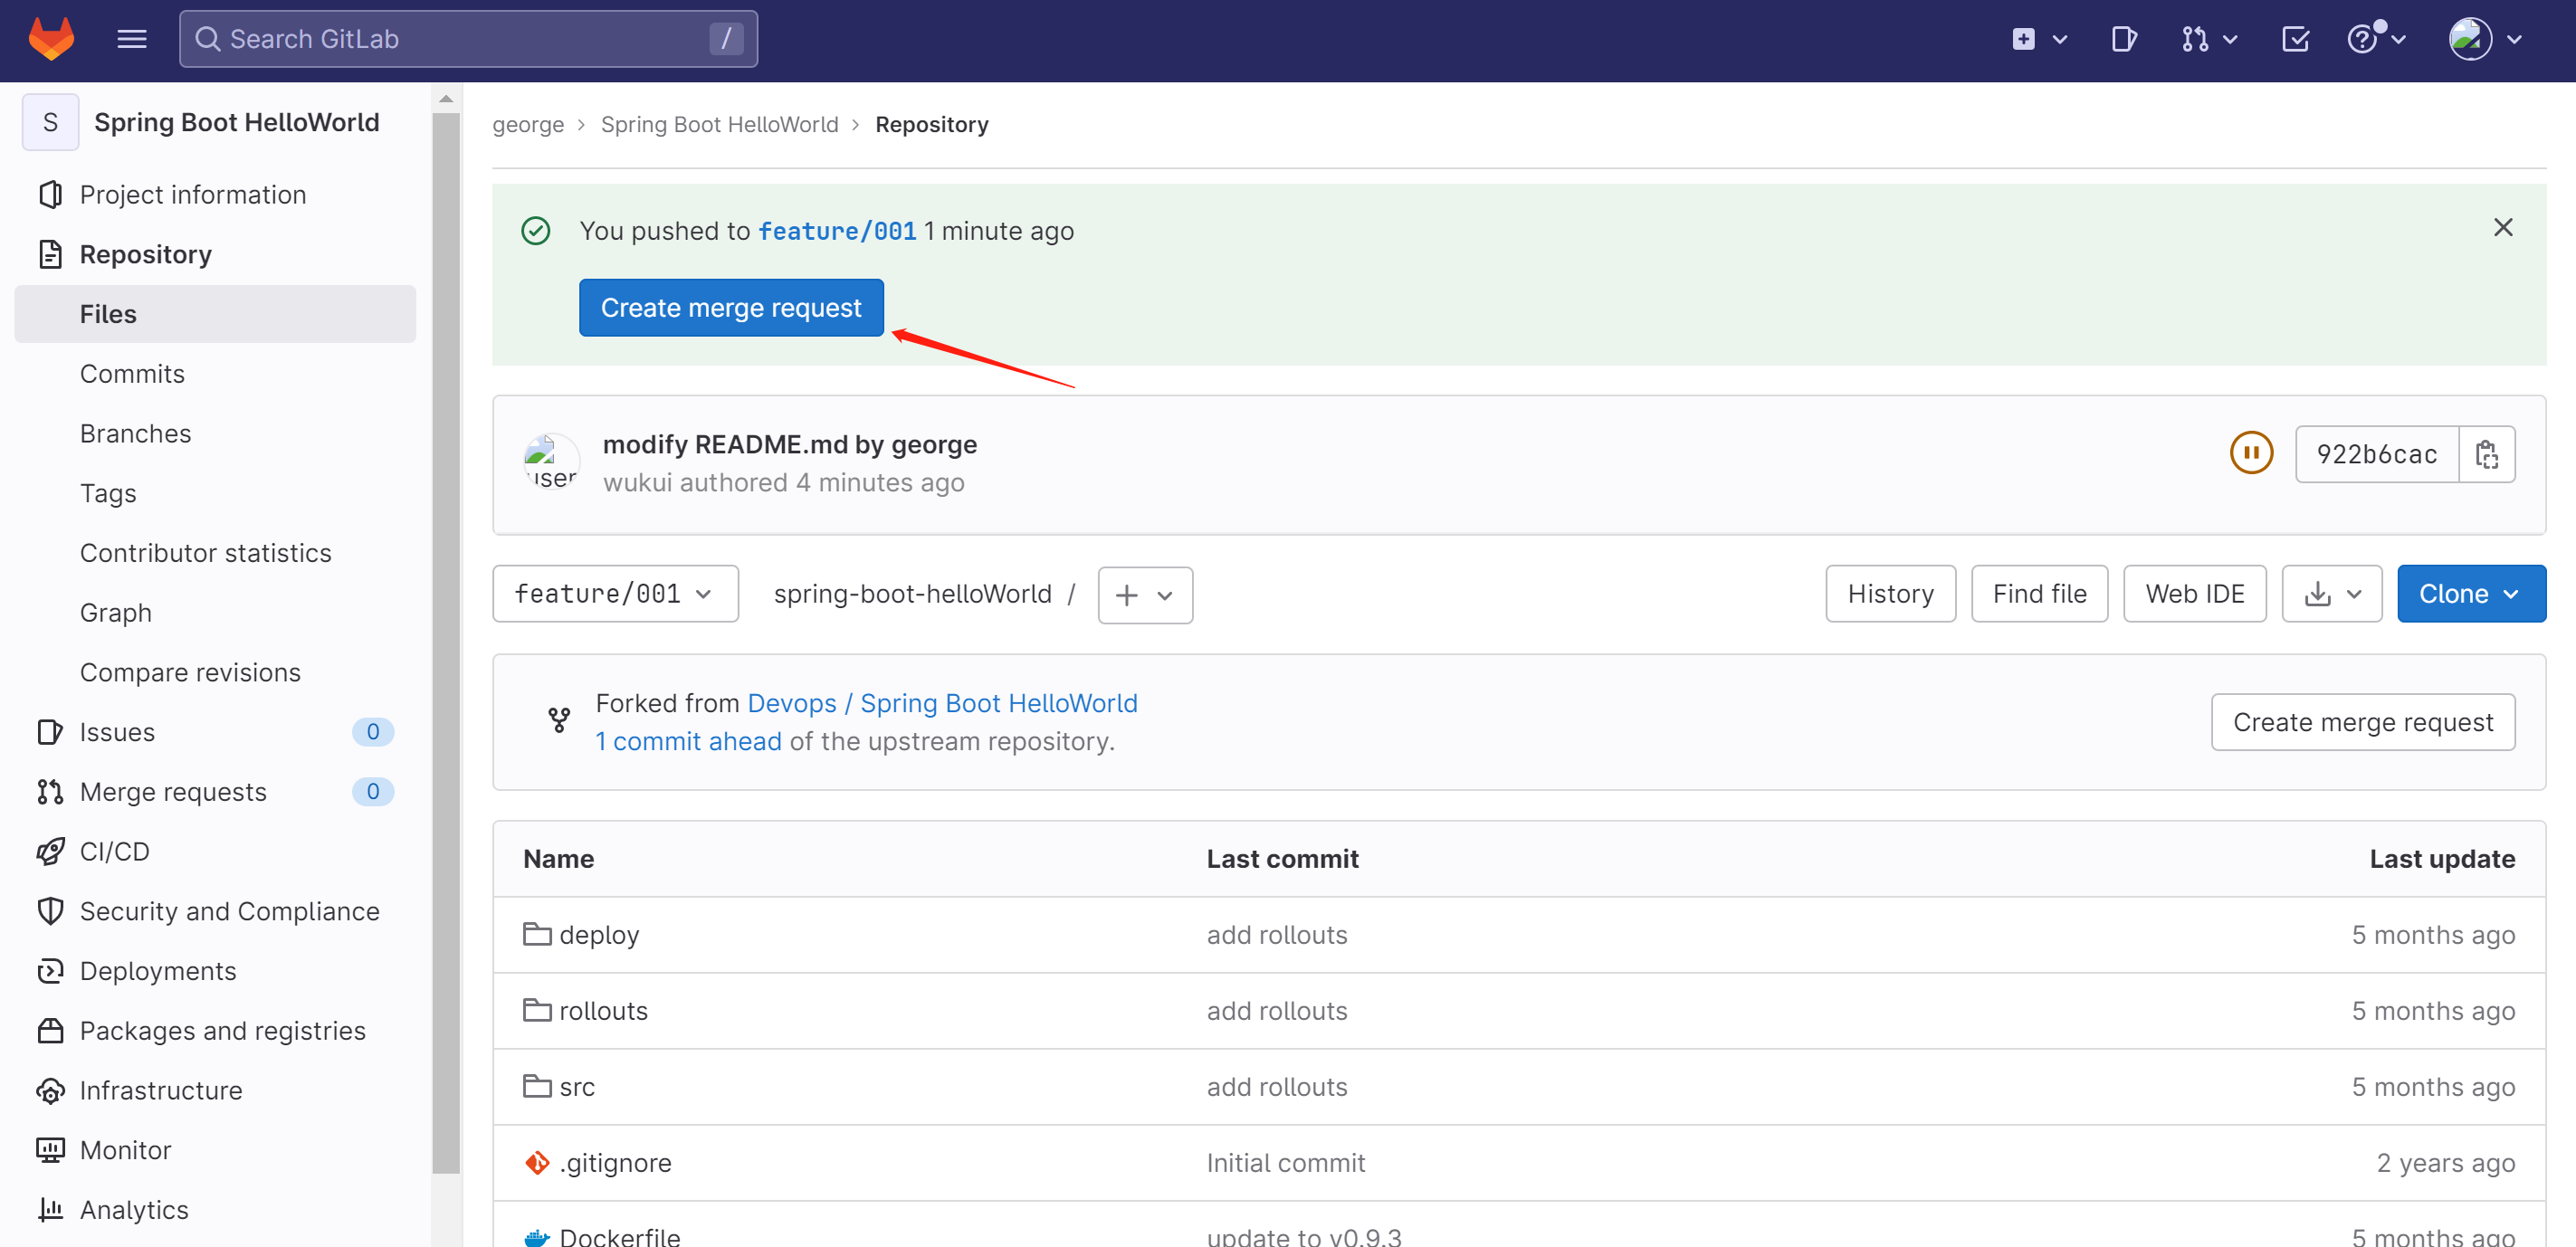 Search GitLab /
S Spring Boot HelloWorld
Project information
Repository
Files
Commits
Branches
Tags
Contributor statistics
Graph
Compare revisions
Issues 0
Merge requests 0
CI/CD
Security and Compliance
Deployments
Packages and registries
Infrastructure
Monitor
Analytics
george > Spring Boot HelloWorld > Repository
You pushed to feature/001 1 minute ago
Create merge request
modify README.md by george
user
wukui authored 4 minutes ago
922b6cac
feature/001 spring-boot-helloWorld / + History Find file Web IDE Clone
Forked from Devops / Spring Boot HelloWorld
1 commit ahead of the upstream repository.
Create merge request
Name Last commit Last update
deploy add rollouts 5 months ago
rollouts add rollouts 5 months ago
src add rollouts 5 months ago
.gitignore Initial commit 2 years ago
Dockerfile update to v0.9.3 5 months ago